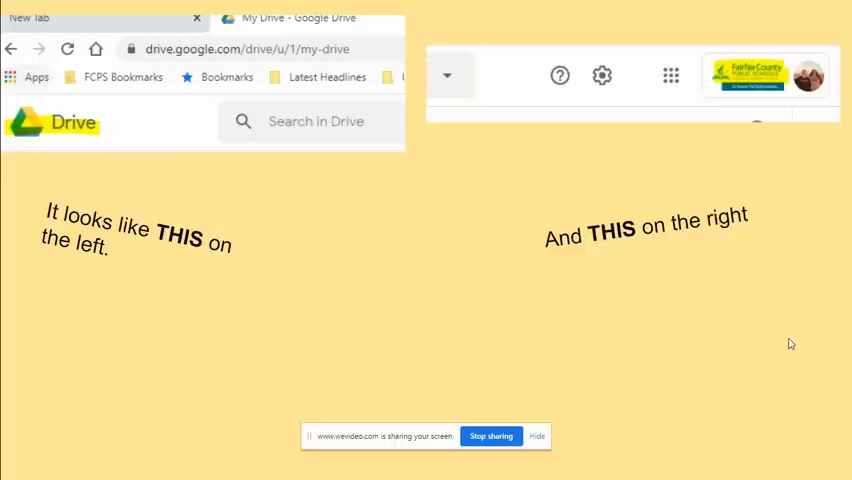 New Tab
My Drive - Google Drive
drive.google.com/drive/u/1/my-drive
Apps FCPS Bookmarks Bookmarks Latest Headlines
Drive
Search in Drive
Fairfax County
PUBLIC SCHOOLS
It looks like THIS on
the left.
And THIS on the right
www.wevideo.com is sharing your screen. Stop sharing Hide